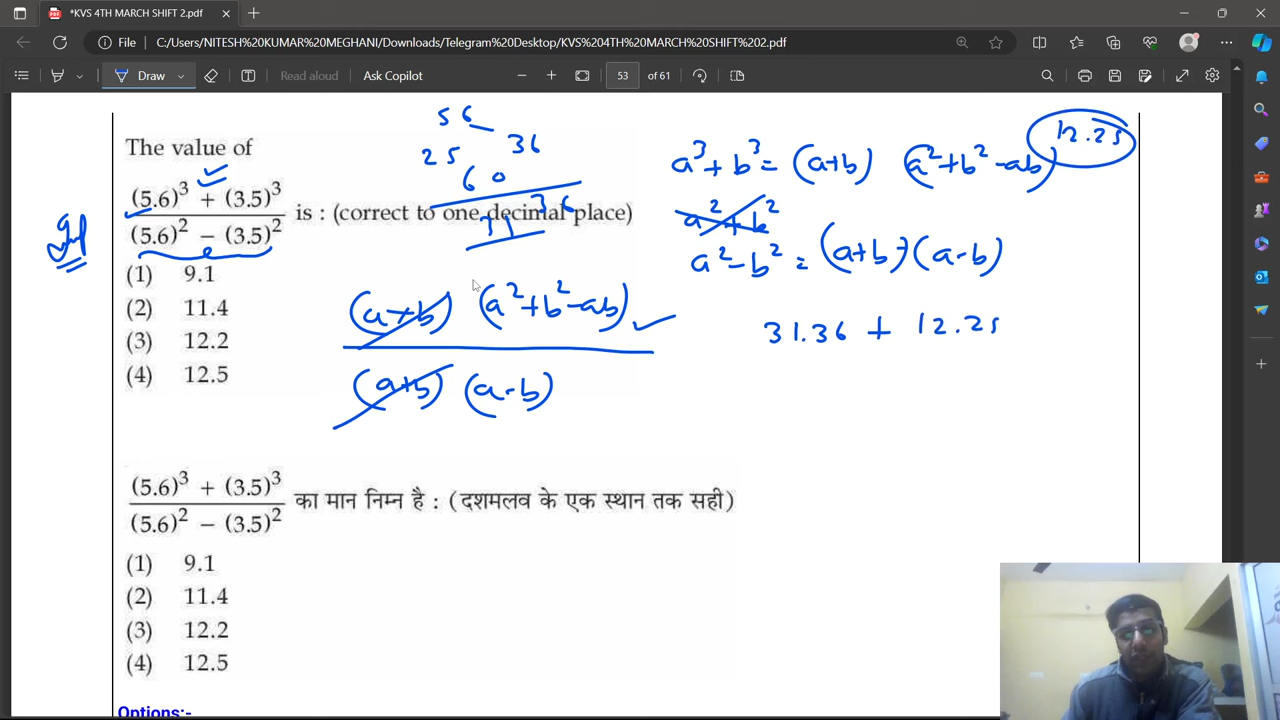 *KVS 4TH MARCH SHIFT 2.pdf
File C:/Users/NITESH%20KUMAR%20MEGHANI/Downloads/Telegram%20Desktop/KVS%204TH%20MARCH%20SHIFT%202.pdf
Draw Read aloud Ask Copilot 53 of 61
56
25 36
60
3136
a³ + b³ = (a+b) (a² + b² - ab)
12.25
a² + b²
a² - b² = (a+b) (a-b)
31.36 + 12.25
(a+b) (a² + b² - ab)
(a+b) (a-b)
The value of
(5.6)³ + (3.5)³
(5.6)² − (3.5)² is : (correct to one decimal place)
(1) 9.1
(2) 11.4
(3) 12.2
(4) 12.5
(5.6)³ + (3.5)³
(5.6)² − (3.5)² का मान निम्न है : (दशमलव के एक स्थान तक सही)
(1) 9.1
(2) 11.4
(3) 12.2
(4) 12.5
Options:-